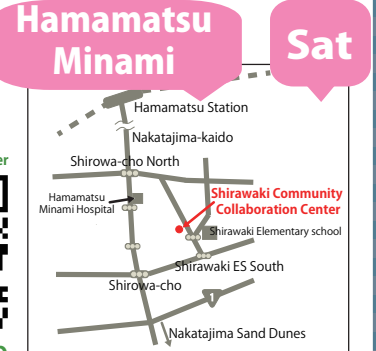 Hamamatsu
Minami
Sat
Hamamatsu Station
Nakatajima-kaido
Shirowa-cho North
er
Hamamatsu
Minami Hospital
Shirawaki Community
Collaboration Center
Shirawaki Elementary school
Shirawaki ES South
Shirowa-cho
1
Nakatajima Sand Dunes